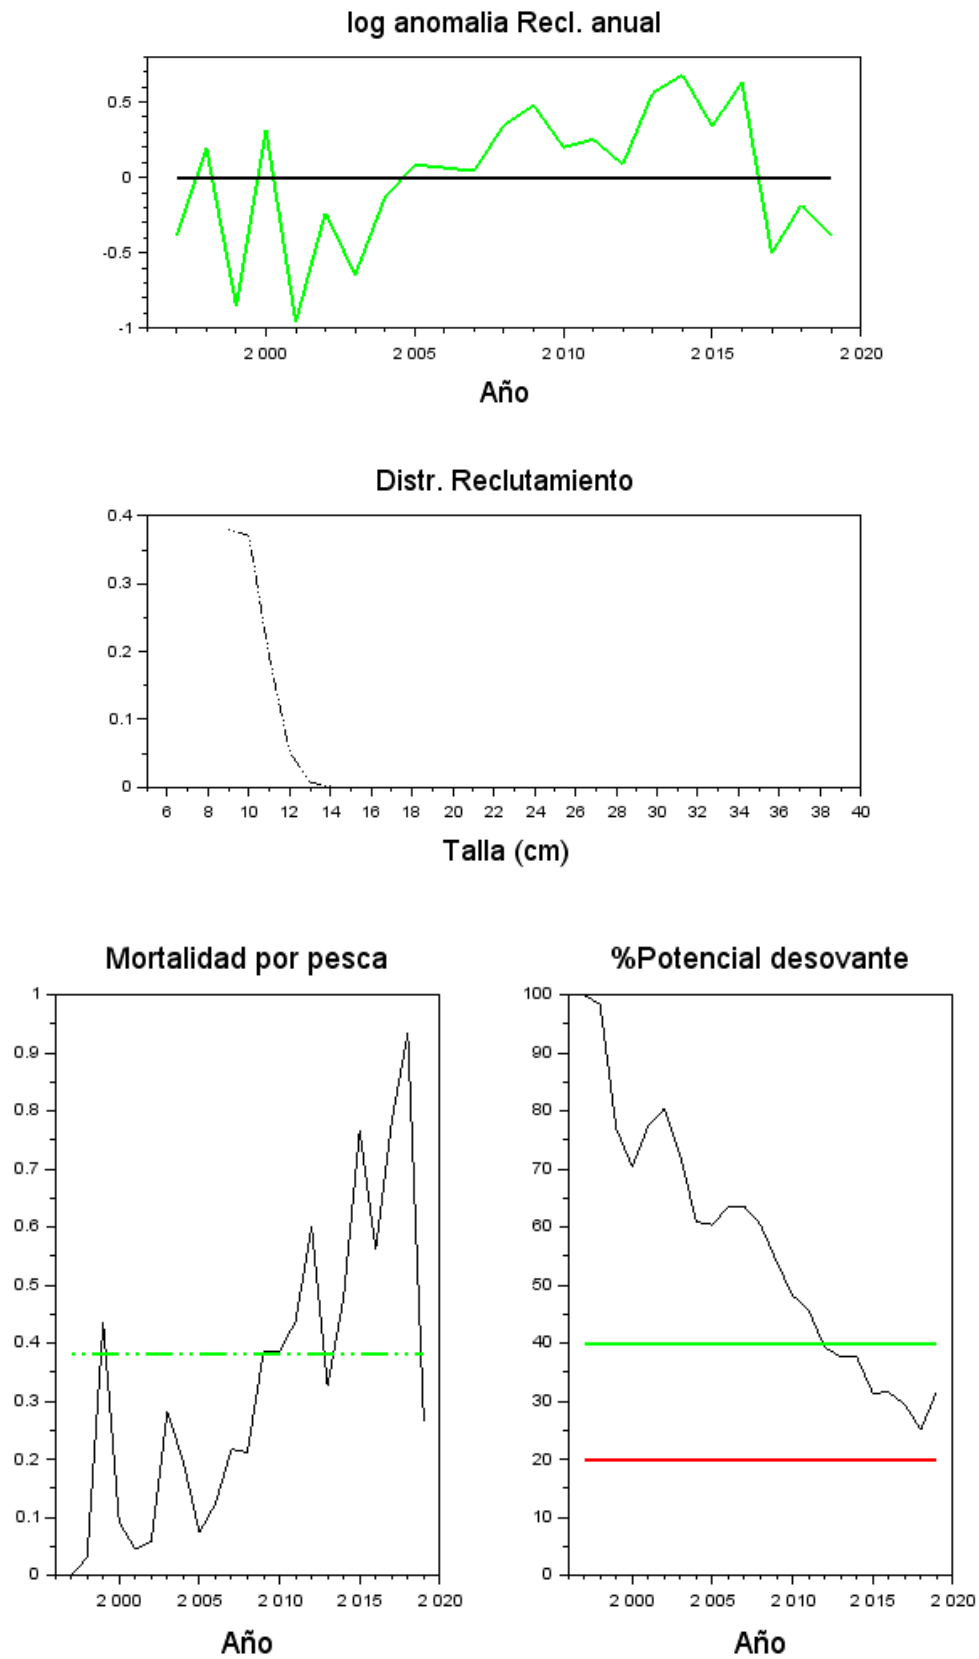 log anomalia Recl. anual
0.5
0
-0.5
-1
2 000 2 005 2 010 2 015 2 020
Año
Distr. Reclutamiento
0.4
0.3
0.2
0.1
0
6 8 10 12 14 16 18 20 22 24 26 28 30 32 34 36 38 40
Talla (cm)
Mortalidad por pesca
1
0.9
0.8
0.7
0.6
0.5
0.4
0.3
0.2
0.1
0
2 000 2 005 2 010 2 015 2 020
Año
%Potencial desovante
100
90
80
70
60
50
40
30
20
10
0
2 000 2 005 2 010 2 015 2 020
Año